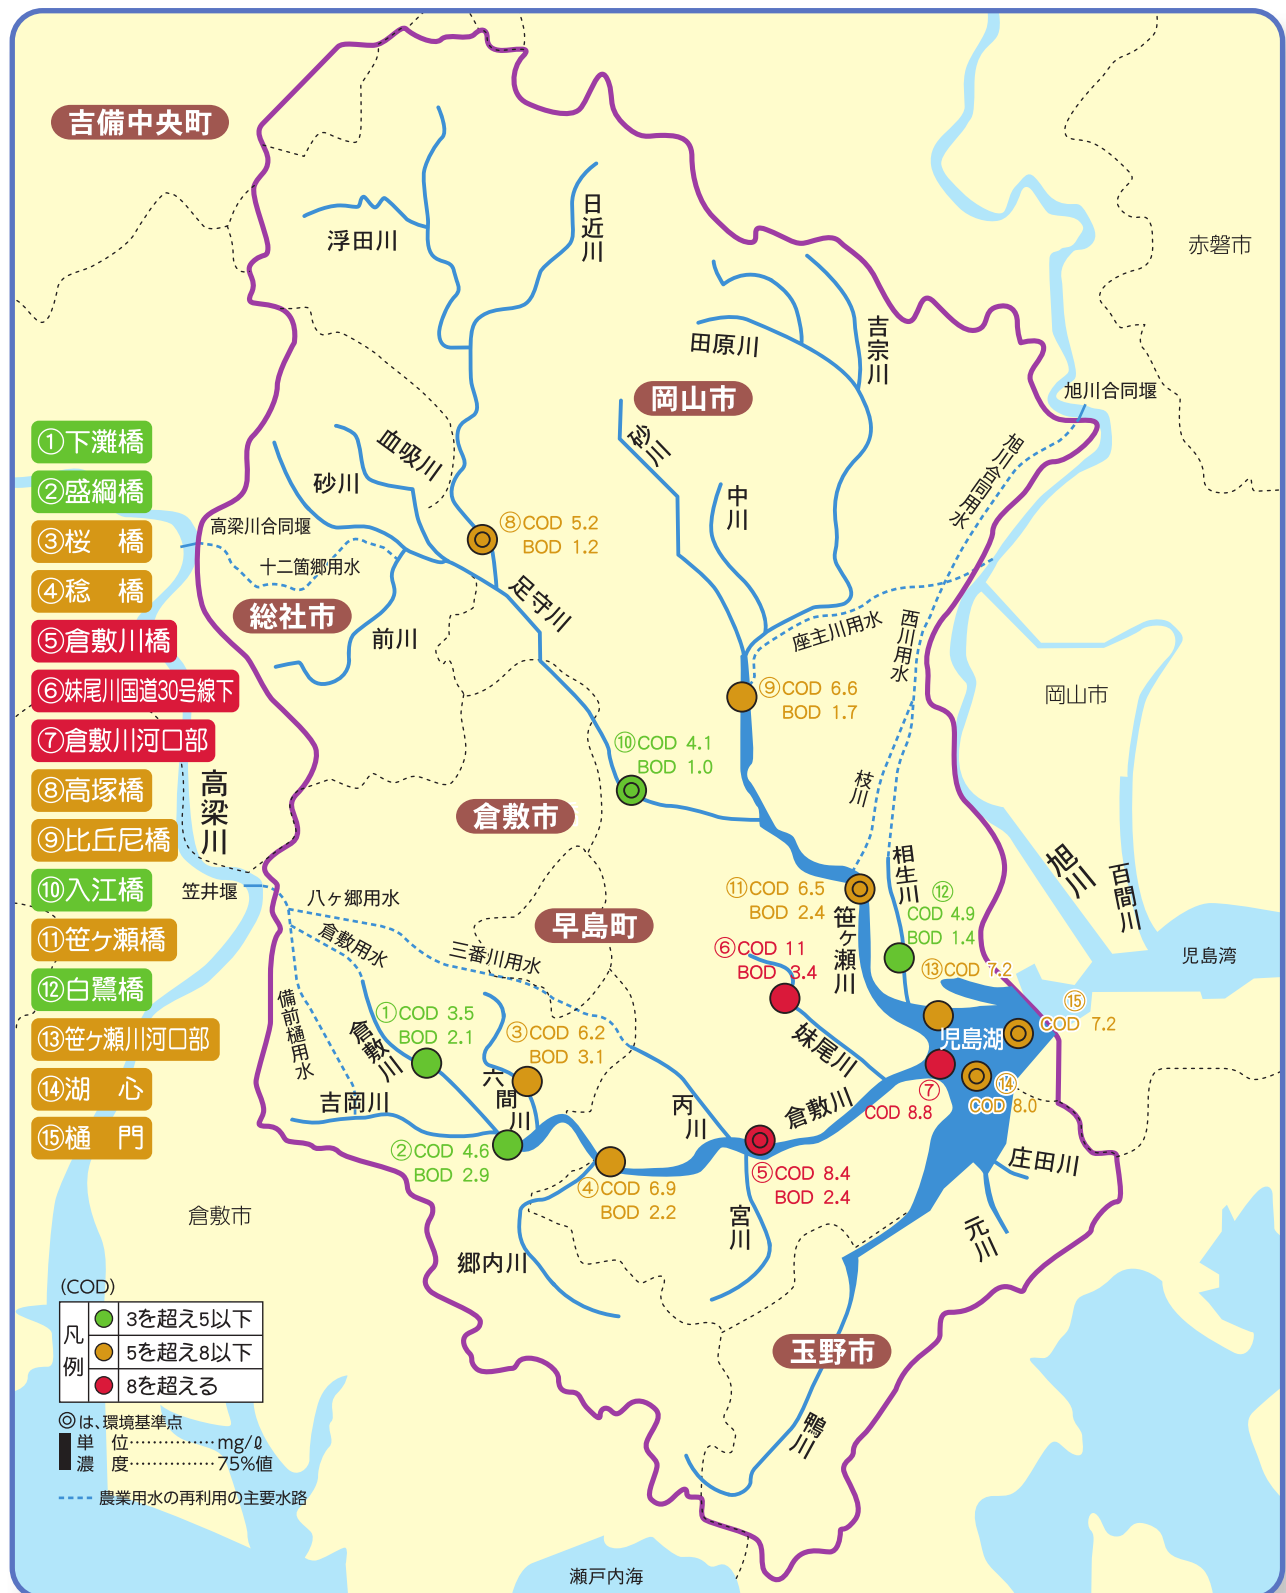 吉備中央町
赤磐市
日近川
浮田川
吉宗川
田原川
旭川合同堰
岡山市
砂川
血吸川
旭川合同用水
①下灘橋
②盛綱橋
③桜　橋
④稔　橋
⑤倉敷川橋
⑥妹尾川国道30号線下
⑦倉敷川河口部
⑧高塚橋
⑨比丘尼橋
⑩入江橋
⑪笹ヶ瀬橋
⑫白鷺橋
⑬笹ヶ瀬川河口部
⑭湖　心
⑮樋　門
砂川
中川
高梁川合同堰
⑧COD 5.2
BOD 1.2
十二箇郷用水
総社市
足守川
前川
座主川用水
西川用水
⑨COD 6.6
BOD 1.7
岡山市
⑩COD 4.1
BOD 1.0
高梁川
枝川
倉敷市
旭川
百間川
相生川
笠井堰
八ヶ郷用水
倉敷用水
三番川用水
早島町
⑪COD 6.5
BOD 2.4
笹ヶ瀬川
⑫
COD 4.9
BOD 1.4
児島湾
⑥COD 11
BOD 3.4
⑬COD 7.2
⑮
COD 7.2
備前樋用水
①COD 3.5
BOD 2.1
倉敷川
③COD 6.2
BOD 3.1
児島湖
妹尾川
六間川
吉岡川
丙川
倉敷川
⑦
COD 8.8
⑭
COD 8.0
②COD 4.6
BOD 2.9
④COD 6.9
BOD 2.2
⑤COD 8.4
BOD 2.4
庄田川
倉敷市
宮川
元川
郷内川
(COD)
凡例
3を超え5以下
5を超え8以下
8を超える
玉野市
◎は、環境基準点
単　位……………mg/ℓ
濃　度……………75%値
農業用水の再利用の主要水路
鴨川
瀬戸内海